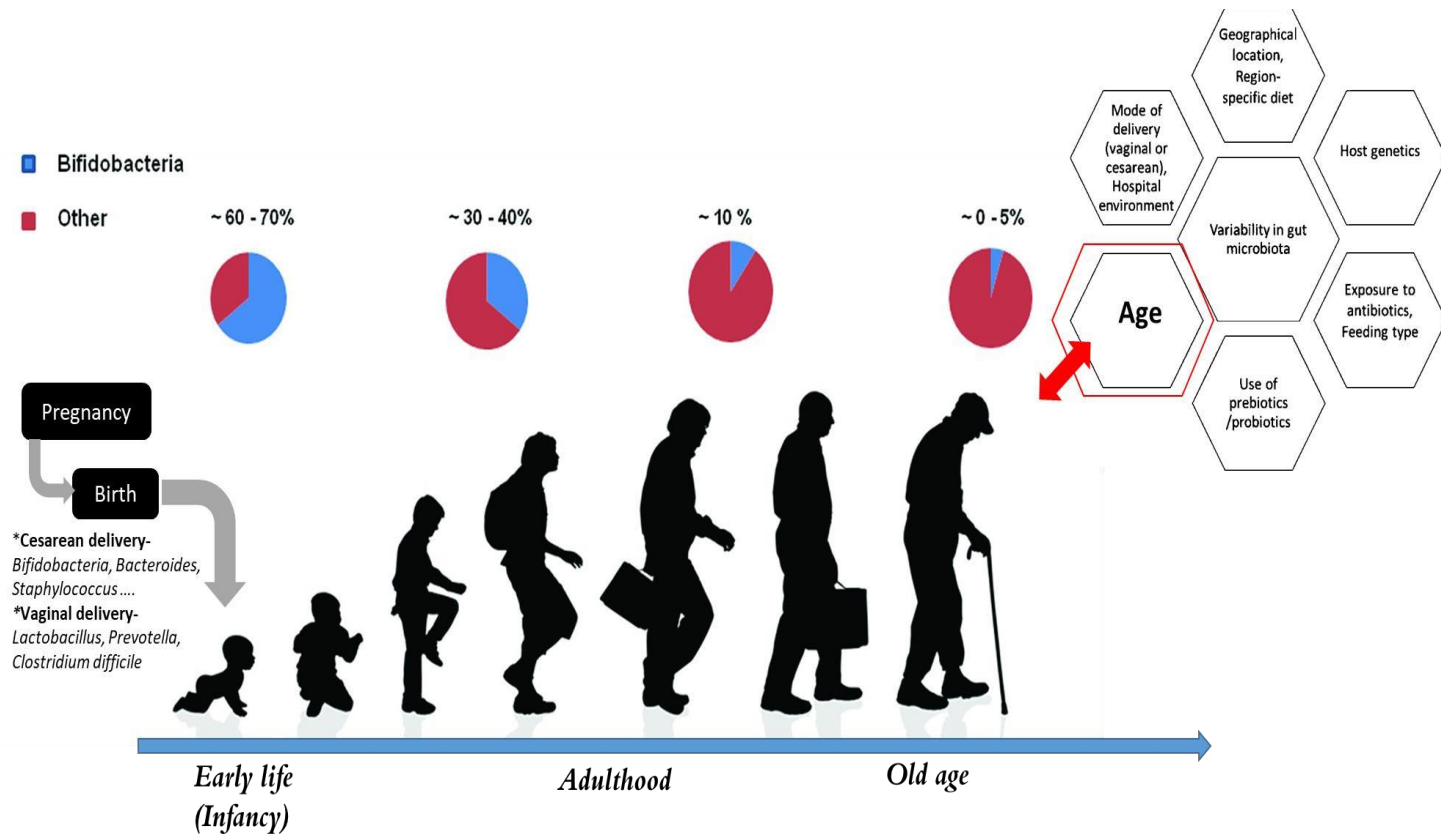 Bifidobacteria
Other
~ 60 - 70%
~ 30 - 40%
~ 10 %
~ 0 - 5%
Pregnancy
Birth
*Cesarean delivery-
Bifidobacteria, Bacteroides,
Staphylococcus ....
*Vaginal delivery-
Lactobacillus, Prevotella,
Clostridium difficile
Early life
(Infancy)
Adulthood
Old age
Geographical
location,
Region-
specific diet
Mode of
delivery
(vaginal or
cesarean),
Hospital
environment
Host genetics
Variability in gut
microbiota
Age
Exposure to
antibiotics,
Feeding type
Use of
prebiotics
/probiotics